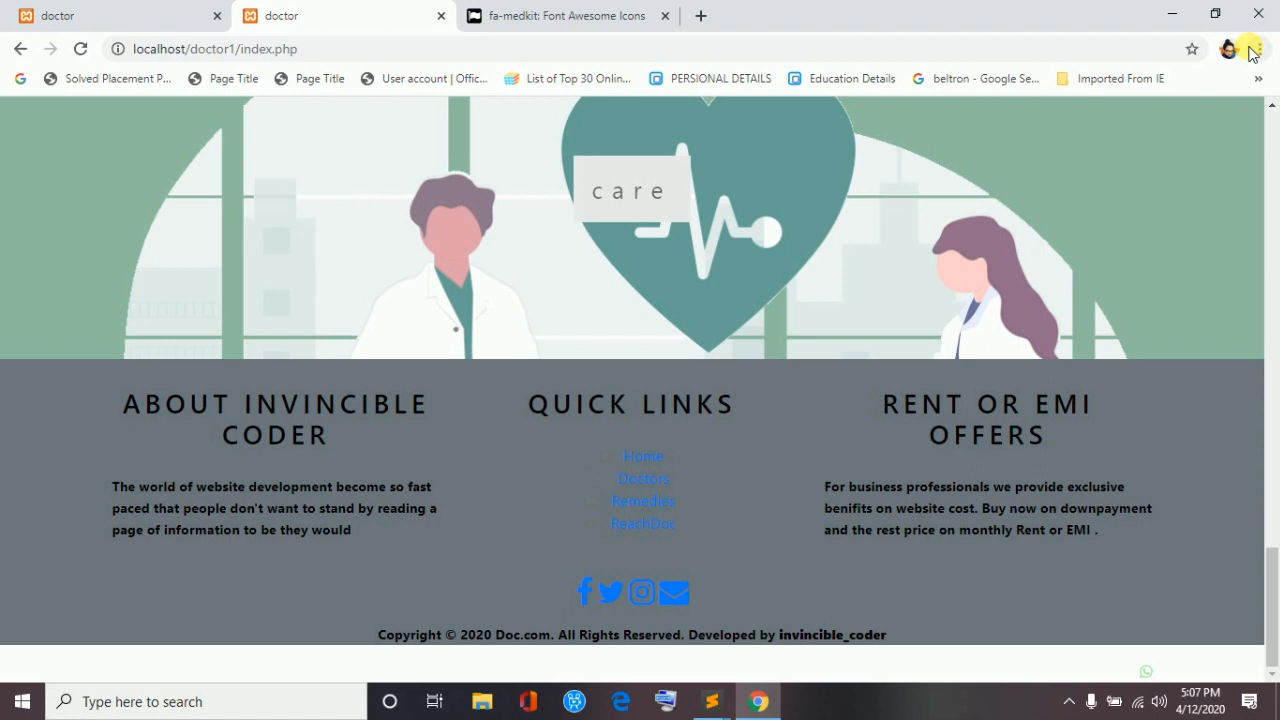 doctor
doctor
fa-medkit: Font Awesome Icons
localhost/doctor1/index.php
Solved Placement P...
Page Title
Page Title
User account | Offic...
List of Top 30 Onlin...
PERSIONAL DETAILS
Education Details
beltron - Google Se...
Imported From IE
care
ABOUT INVINCIBLE
CODER
The world of website development become so fast
paced that people don't want to stand by reading a
page of information to be they would
QUICK LINKS
Home
Doctors
Remedies
ReachDoc
RENT OR EMI
OFFERS
For business professionals we provide exclusive
benifits on website cost. Buy now on downpayment
and the rest price on monthly Rent or EMI .
Copyright © 2020 Doc.com. All Rights Reserved. Developed by invincible_coder
Type here to search
5:07 PM
4/12/2020